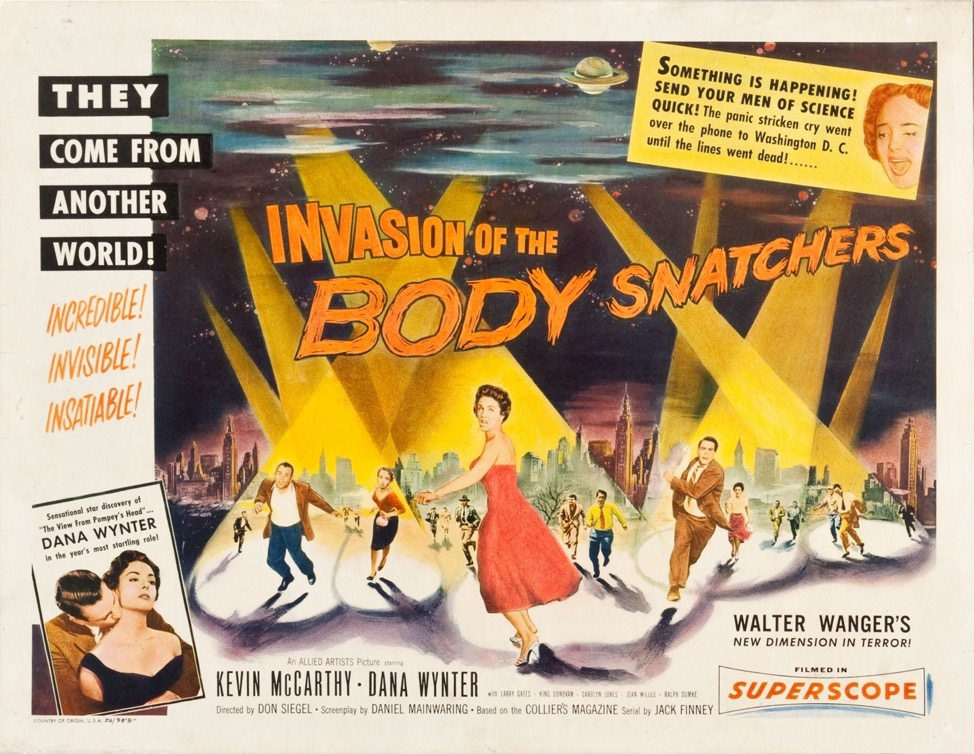 THEY
COME FROM
ANOTHER
WORLD!
INCREDIBLE!
INVISIBLE!
INSATIABLE!
SOMETHING IS HAPPENING!
SEND YOUR MEN OF SCIENCE
QUICK! The panic stricken cry went
over the phone to Washington D. C.
until the lines went dead!......
INVASION OF THE
BODY SNATCHERS
Sensational star discovery of
"The View From Pompey's Head"...
DANA WYNTER
in the year's most startling role!
WALTER WANGER'S
NEW DIMENSION IN TERROR!
FILMED IN
SUPERSCOPE
An ALLIED ARTISTS Picture starring
KEVIN McCARTHY · DANA WYNTER
with LARRY GATES · KING DONOVAN · CAROLYN JONES · JEAN WILLES · RALPH DUMKE
Directed by DON SIEGEL · Screenplay by DANIEL MAINWARING · Based on the COLLIER'S MAGAZINE Serial by JACK FINNEY
COUNTRY OF ORIGIN, U.S.A.